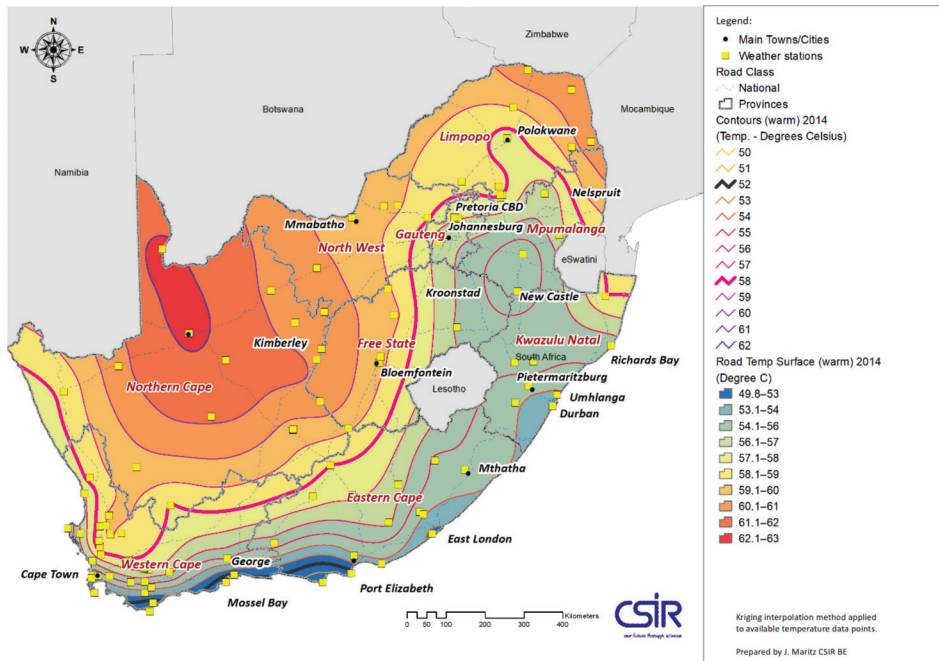 N
W
E
S
Zimbabwe
Botswana
Mocambique
Namibia
Limpopo
Polokwane
Nelspruit
Pretoria CBD
Mmabatho
Johannesburg
Gauteng
Mpumalanga
North West
eSwatini
Kroonstad
New Castle
Kimberley
Free State
Kwazulu Natal
South Africa
Richards Bay
Bloemfontein
Northern Cape
Lesotho
Pietermaritzburg
Umhlanga
Durban
Mthatha
Eastern Cape
East London
Western Cape
George
Cape Town
Port Elizabeth
Mossel Bay
Kilometers
0 50 100 200 300 400
CSIR
our future through science
Legend:
Main Towns/Cities
Weather stations
Road Class
National
Provinces
Contours (warm) 2014
(Temp. - Degrees Celsius)
50
51
52
53
54
55
56
57
58
59
60
61
62
Road Temp Surface (warm) 2014
(Degree C)
49.8–53
53.1–54
54.1–56
56.1–57
57.1–58
58.1–59
59.1–60
60.1–61
61.1–62
62.1–63
Kriging interpolation method applied
to available temperature data points.
Prepared by J. Maritz CSIR BE